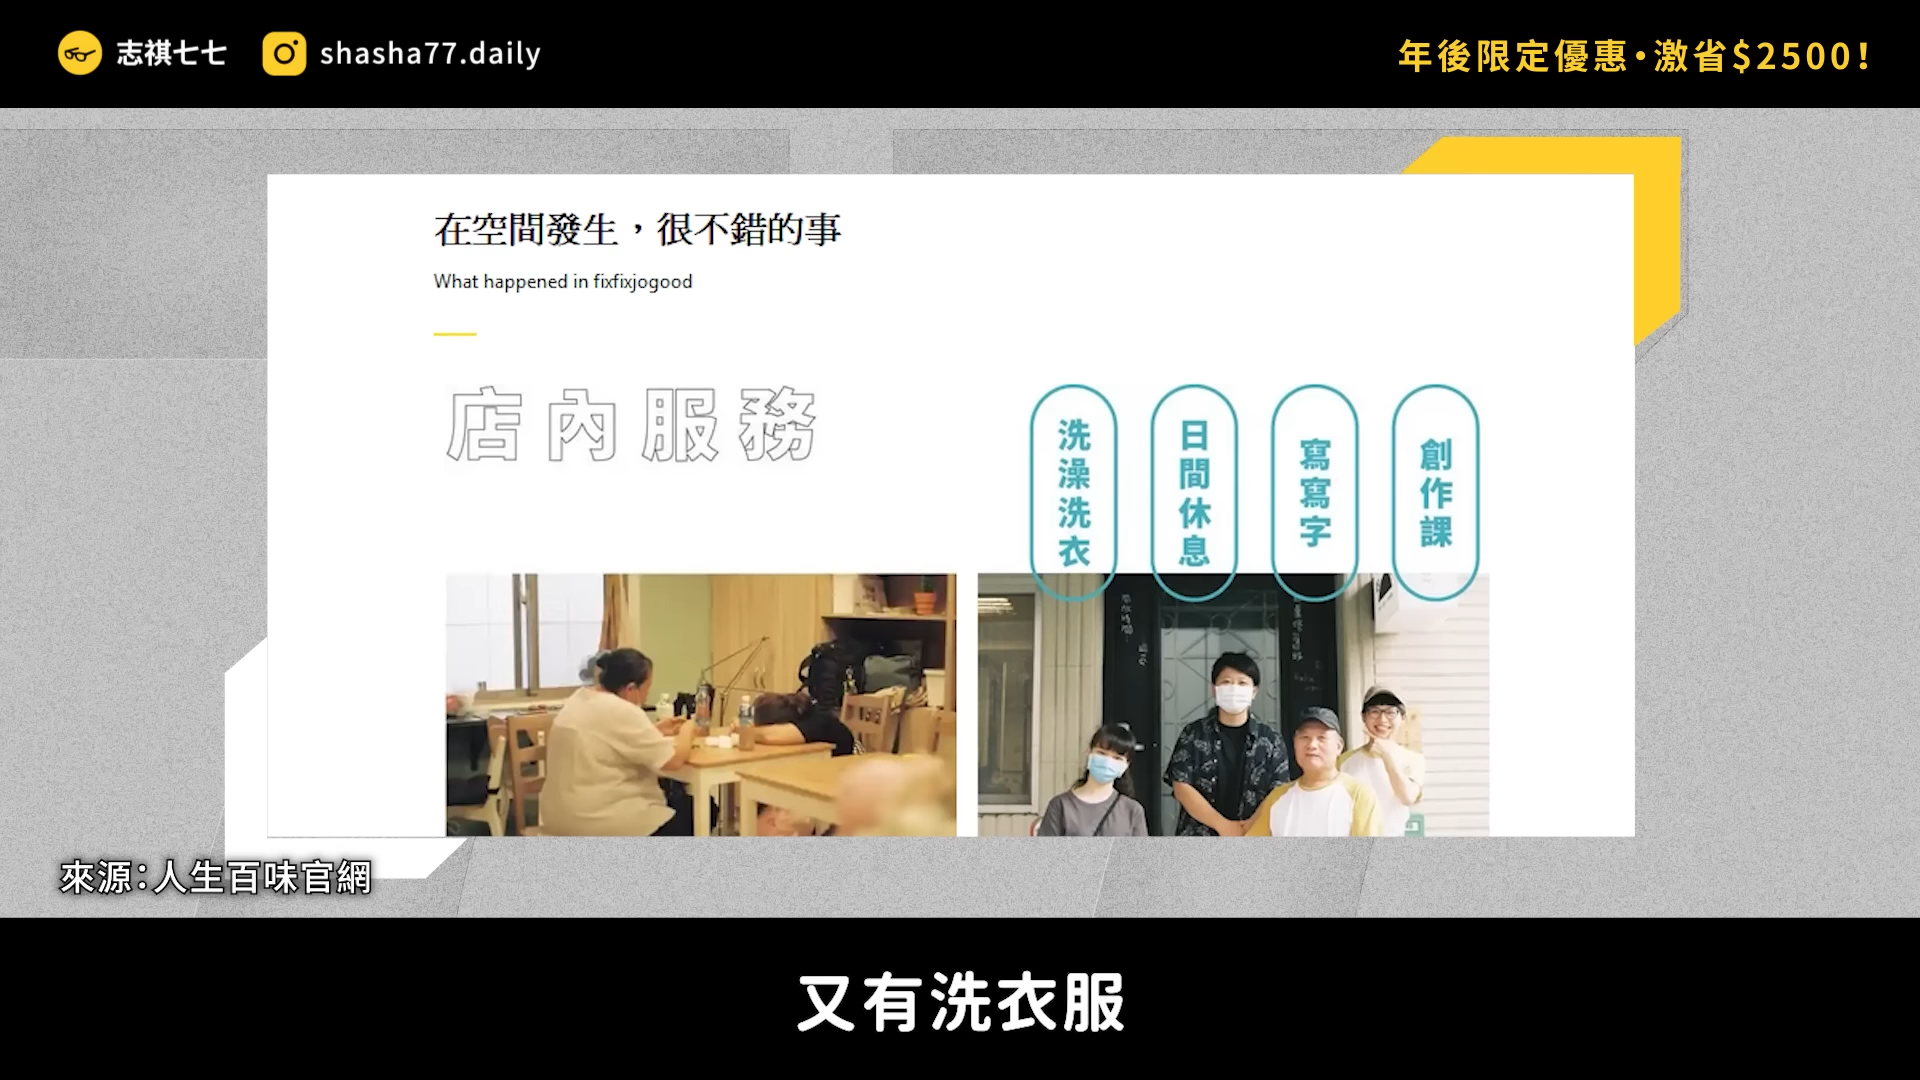 志祺七七
shasha77.daily
年後限定優惠•激省$2500!
在空間發生,很不錯的事
What happened in fixfixjogood
店內服務
洗澡洗衣
日間休息
寫寫字
創作課
來源:人生百味官網
又有洗衣服